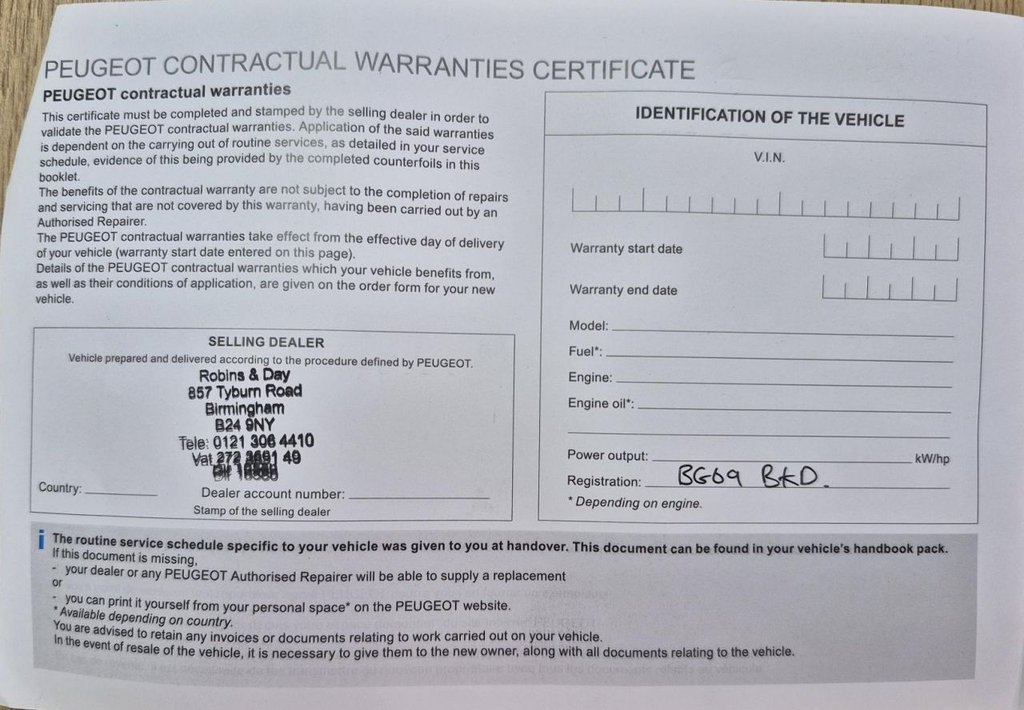 PEUGEOT CONTRACTUAL WARRANTIES CERTIFICATE
PEUGEOT contractual warranties
This certificate must be completed and stamped by the selling dealer in order to
validate the PEUGEOT contractual warranties. Application of the said warranties
is dependent on the carrying out of routine services, as detailed in your service
schedule, evidence of this being provided by the completed counterfoils in this
booklet.
The benefits of the contractual warranty are not subject to the completion of repairs
and servicing that are not covered by this warranty, having been carried out by an
Authorised Repairer.
The PEUGEOT contractual warranties take effect from the effective day of delivery
of your vehicle (warranty start date entered on this page).
Details of the PEUGEOT contractual warranties which your vehicle benefits from,
as well as their conditions of application, are given on the order form for your new
vehicle.
SELLING DEALER
Vehicle prepared and delivered according to the procedure defined by PEUGEOT.
Robins & Day
857 Tyburn Road
Birmingham
B24 9NY
Tele: 0121 306 4410
Vat 272 3691 49
Country:
Dealer account number:
Stamp of the selling dealer
IDENTIFICATION OF THE VEHICLE
V.I.N.
Warranty start date
Warranty end date
Model:
Fuel*:
Engine:
Engine oil*:
Power output: kW/hp
Registration: BG69 BKD.
* Depending on engine.
i The routine service schedule specific to your vehicle was given to you at handover. This document can be found in your vehicle's handbook pack.
If this document is missing,
- your dealer or any PEUGEOT Authorised Repairer will be able to supply a replacement
or
- you can print it yourself from your personal space* on the PEUGEOT website.
* Available depending on country.
You are advised to retain any invoices or documents relating to work carried out on your vehicle.
In the event of resale of the vehicle, it is necessary to give them to the new owner, along with all documents relating to the vehicle.